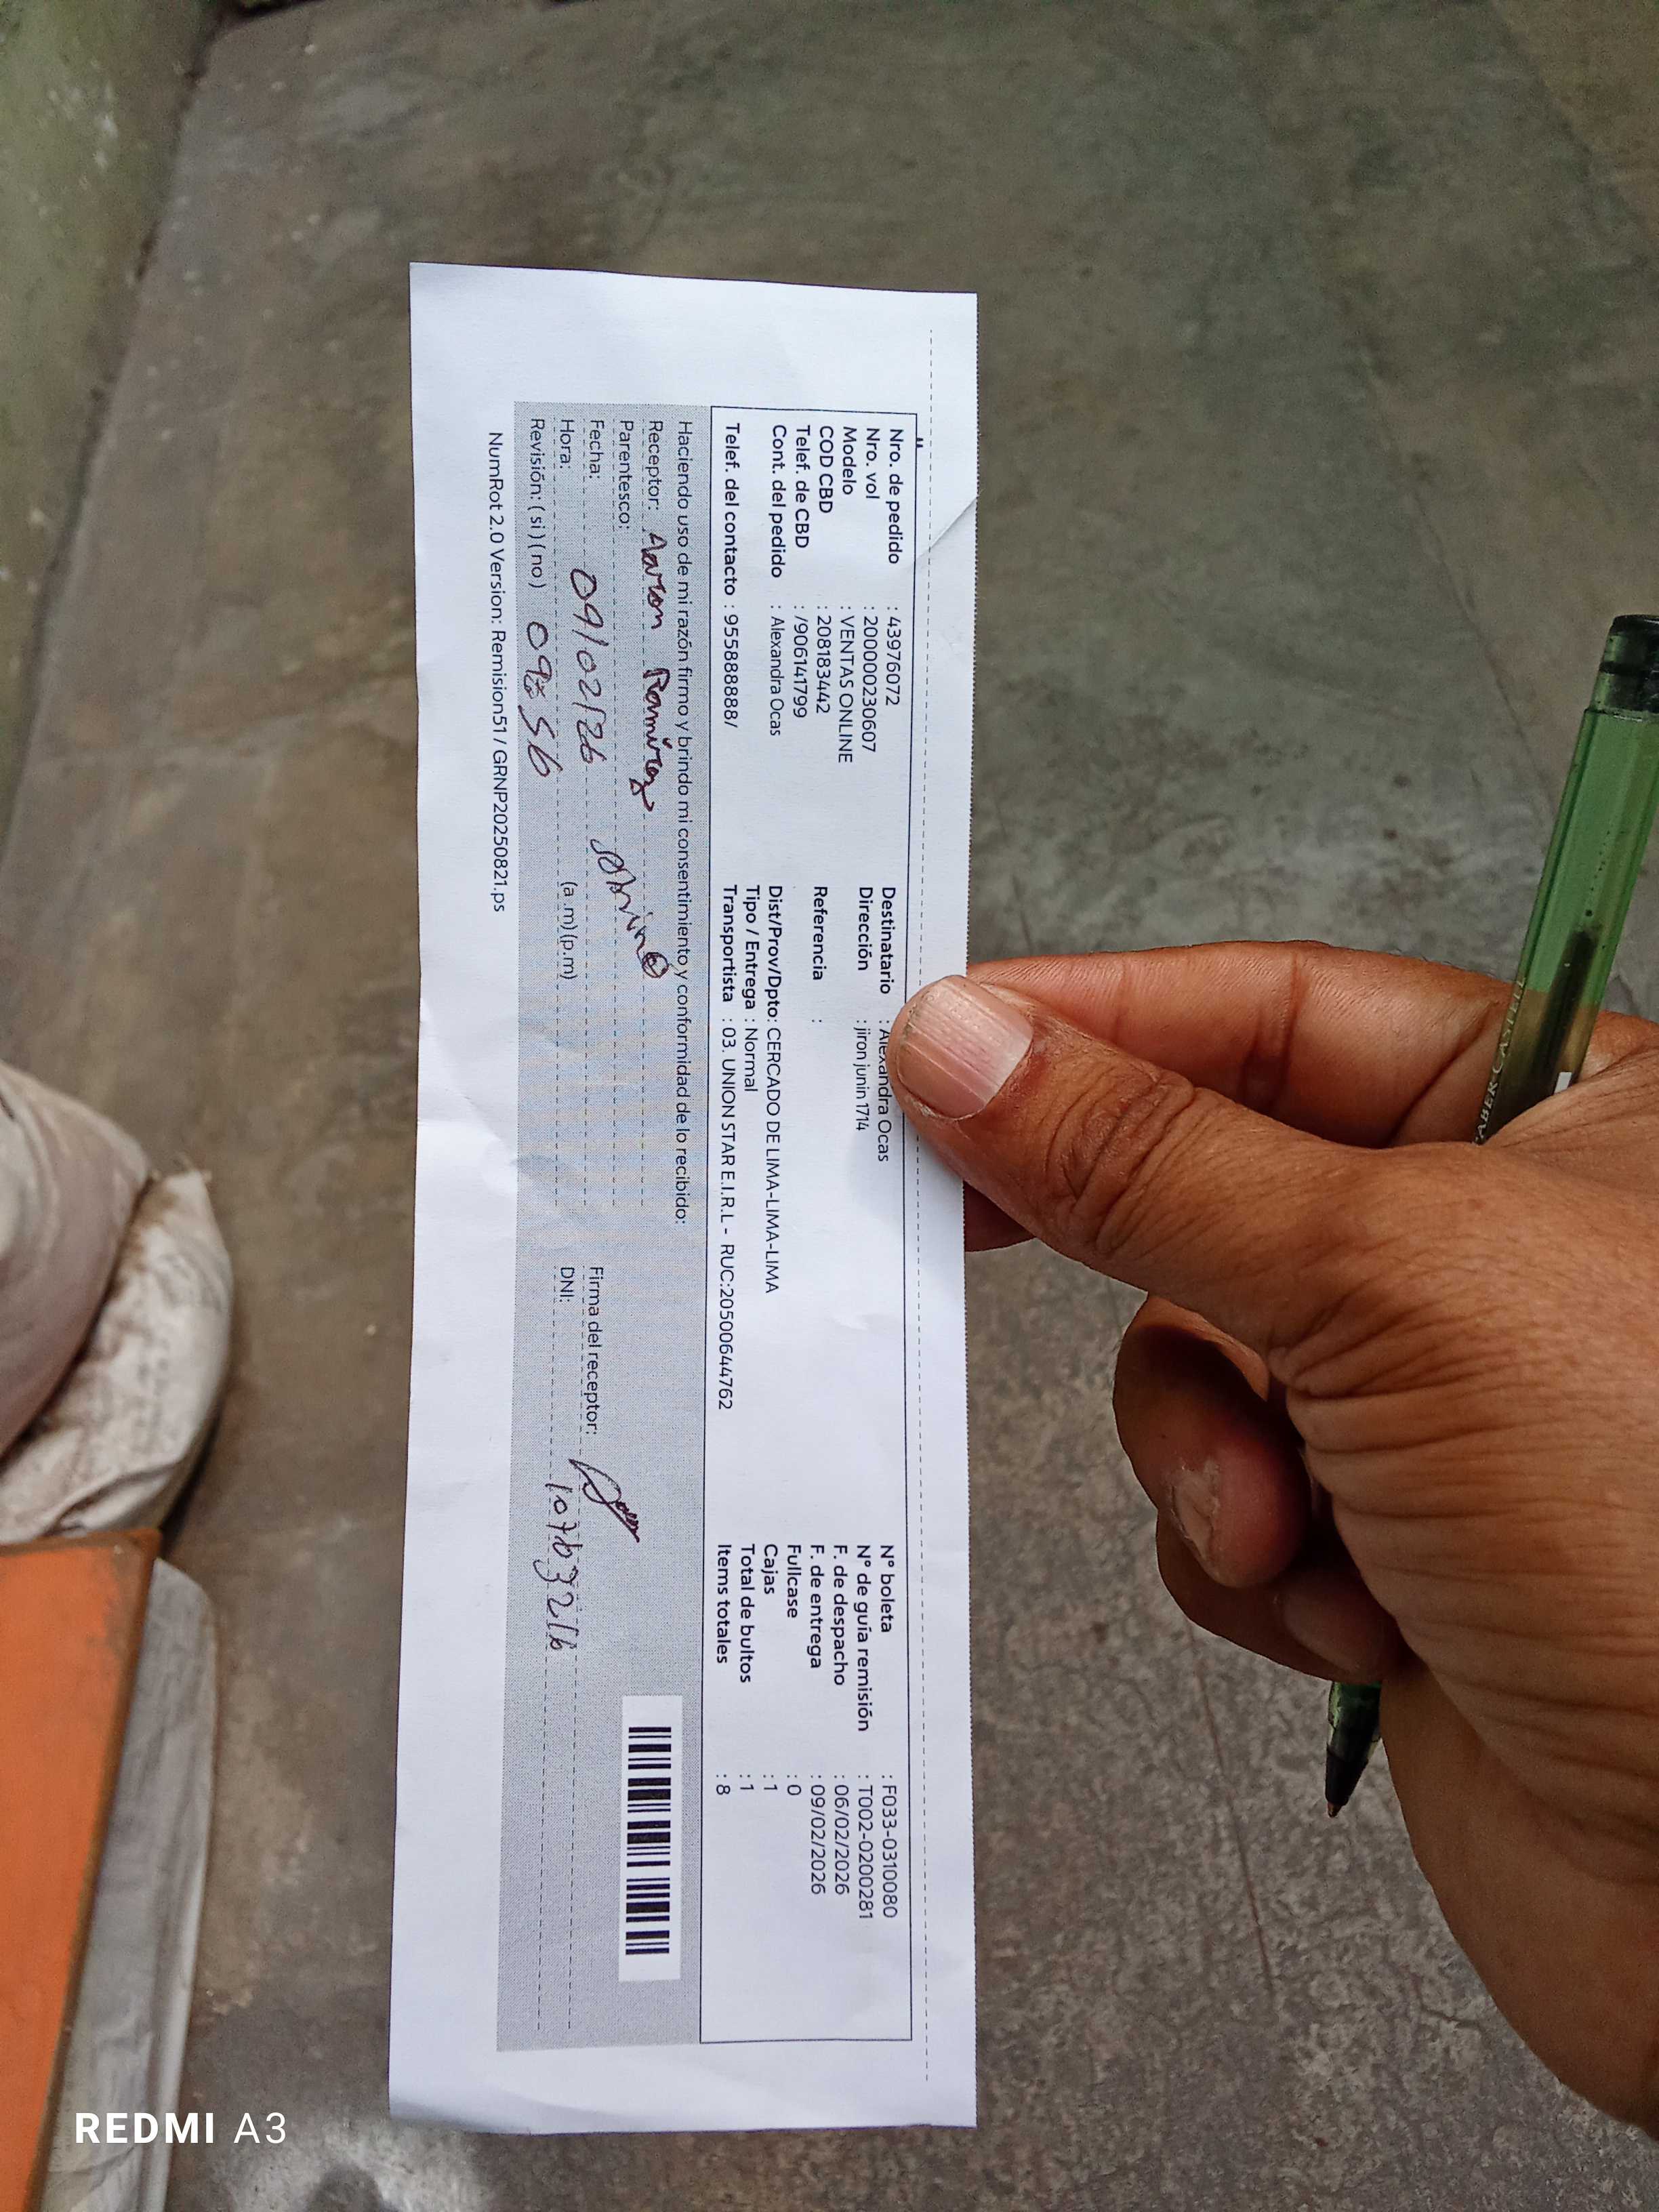 Nro. de pedido : 43976072
Nro. vol : 2000000230607
Modelo : VENTAS ONLINE
COD CBD : 208183442
Telef. de CBD : /906141799
Cont. del pedido : Alexandra Ocas
Telef. del contacto : 955888888/
Destinatario : Alexandra Ocas
Dirección : jiron junin 1714
Referencia :
Dist/Prov/Dpto: CERCADO DE LIMA-LIMA-LIMA
Tipo / Entrega : Normal
Transportista : 03. UNION STAR E.I.R.L - RUC:20500644762
N° boleta : F033-0310080
N° de guía remisión : T002-0200281
F. de despacho : 06/02/2026
F. de entrega : 09/02/2026
Fullcase : 0
Cajas : 1
Total de bultos : 1
Items totales : 8
Haciendo uso de mi razón firmo y brindo mi consentimiento y conformidad de lo recibido:
Receptor: Aaron Ramirez
Parentesco: sobrino
Fecha: 09/02/26
Hora: (a.m)(p.m)
Revisión: (si)(no)
Firma del receptor:
DNI:
NumRot 2.0 Version: Remision51 / GRNP20250821.ps
REDMI A3